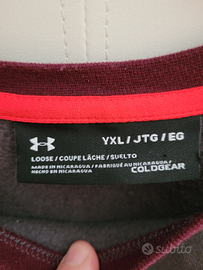 YXL / JTG / EG
LOOSE / COUPE LÂCHE / SUELTO
MADE IN NICARAGUA / FABRIQUÉ AU NICARAGUA /
HECHO EN NICARAGUA
COLDGEAR
subito